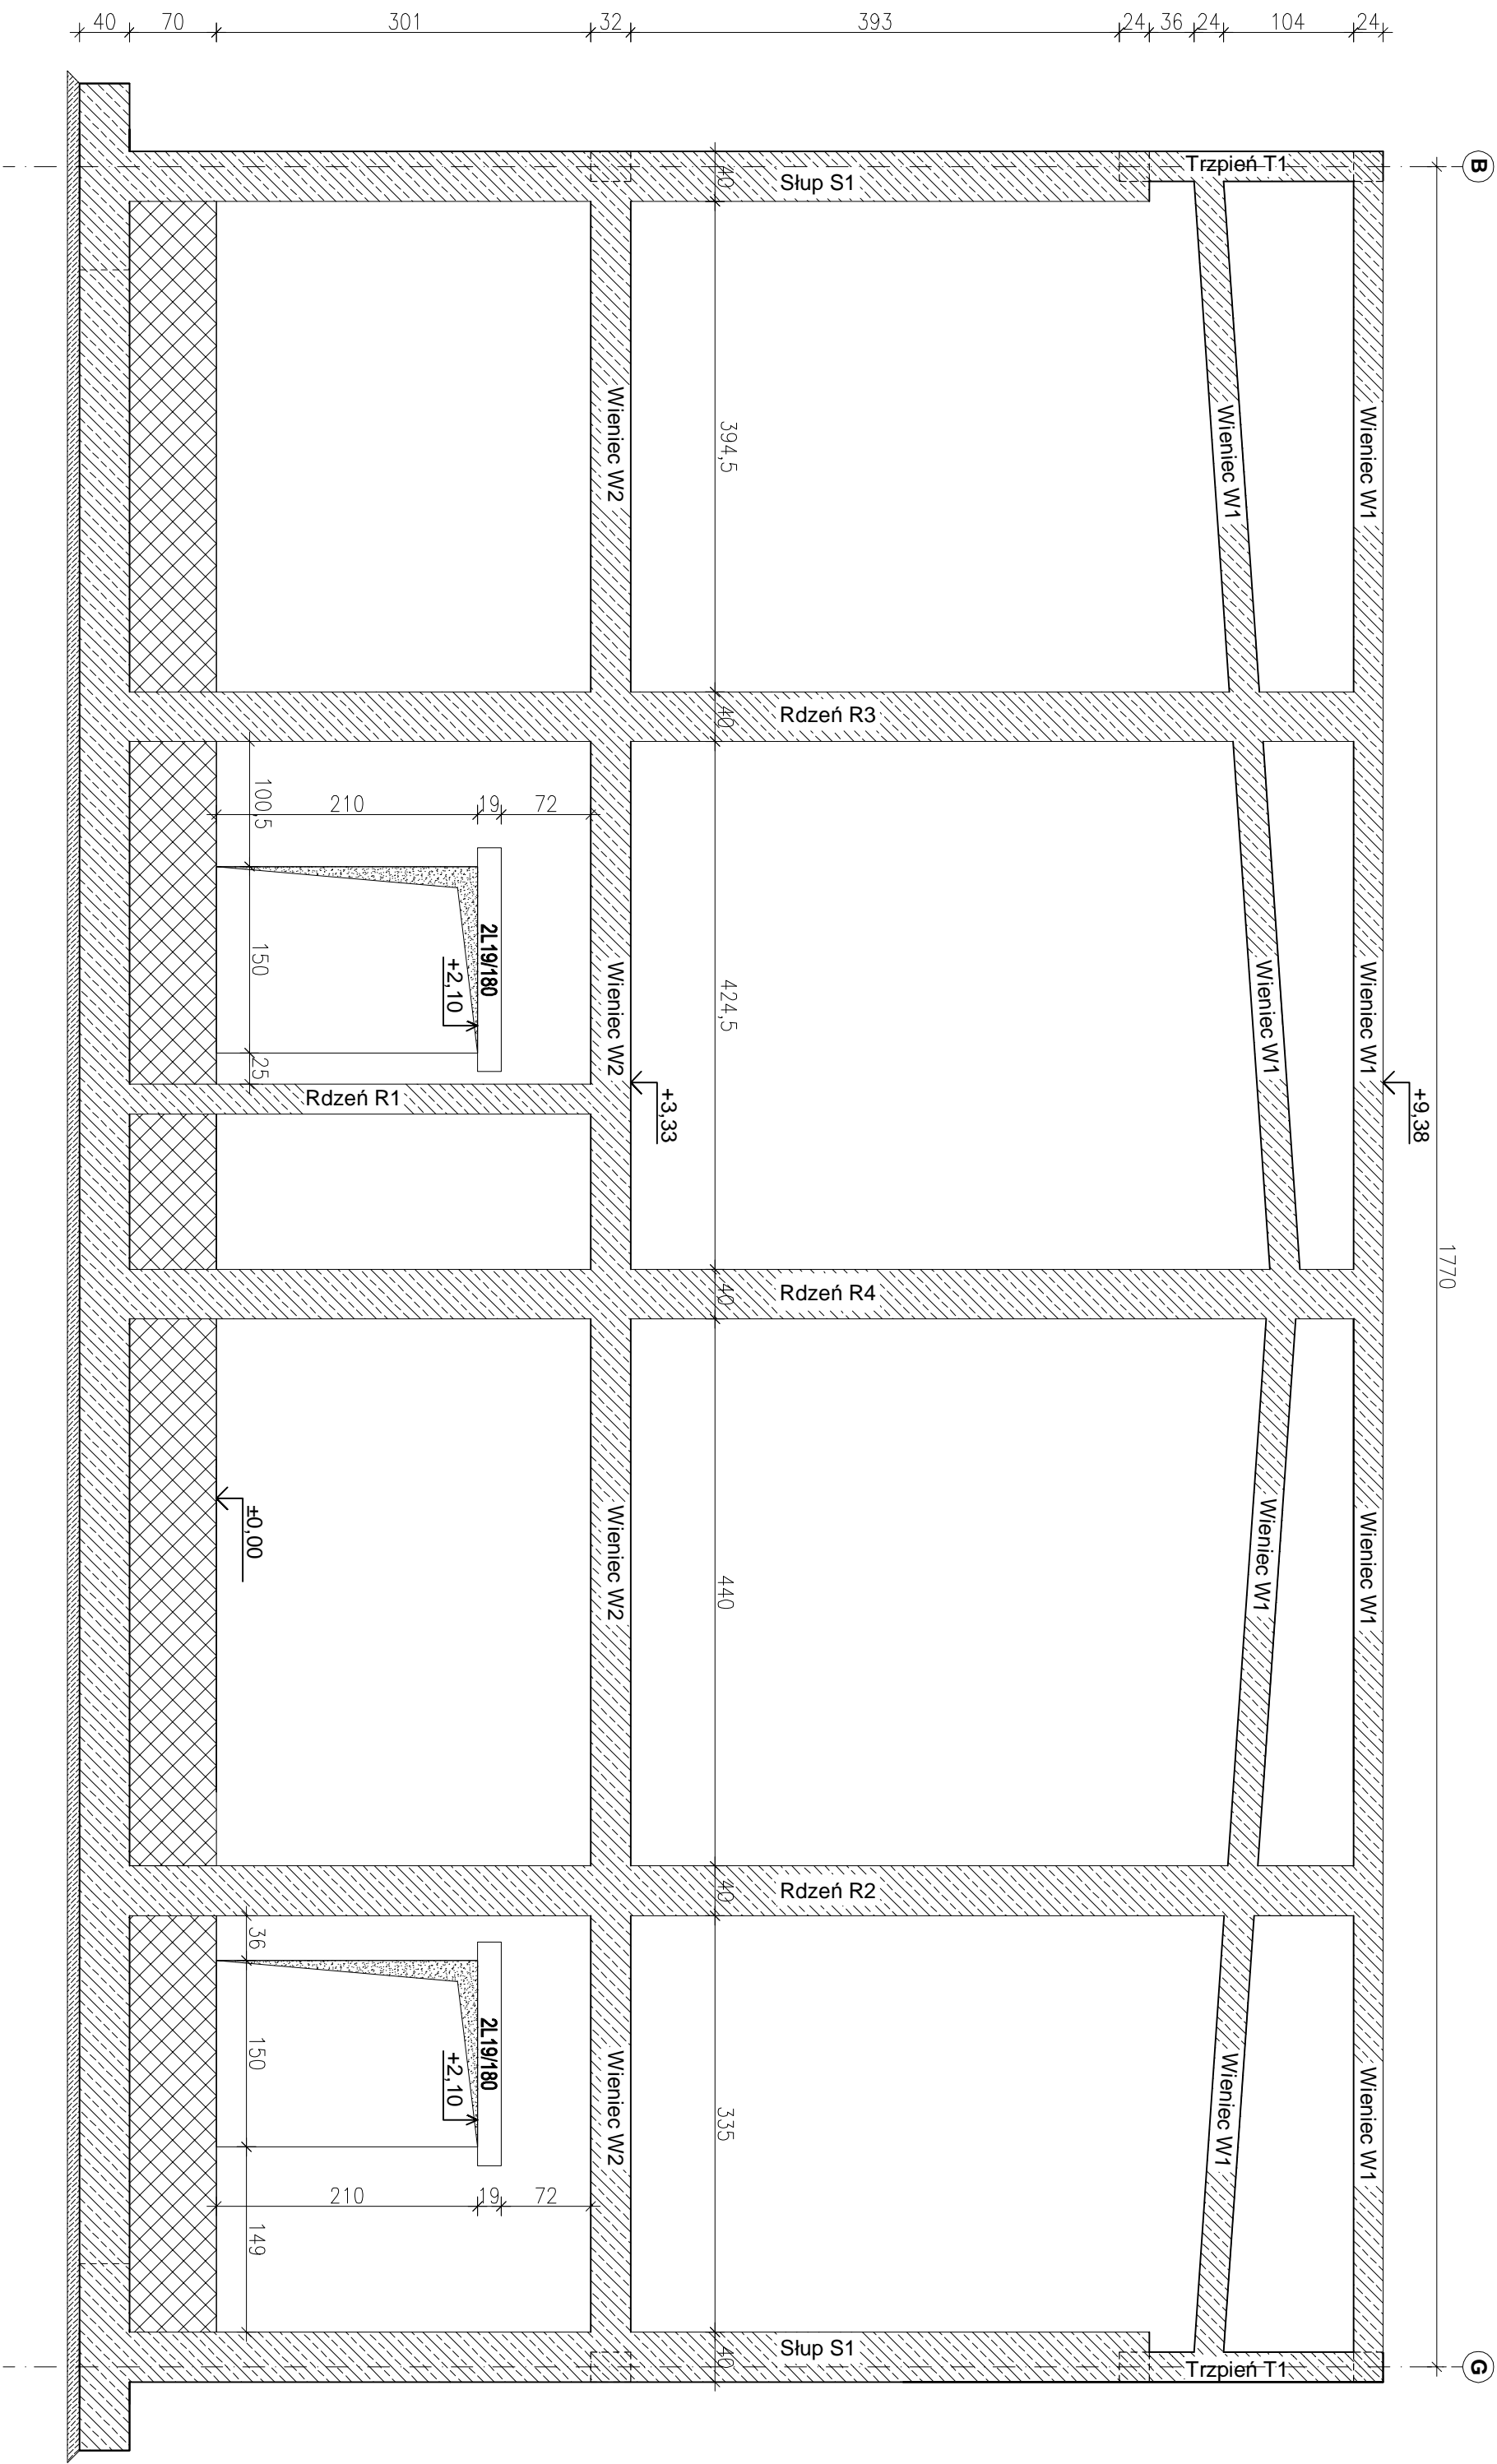 40
70
301
32
393
24
36
24
104
24
B
Trzpień T1
Słup S1
40
394,5
Wieniec W2
Wieniec W1
Wieniec W1
Rdzeń R3
40
100,5
210
19
72
2L19/180
+2,10
150
25
Wieniec W2
424,5
Wieniec W1
Wieniec W1
Rdzeń R1
+3,33
+9,38
1770
Rdzeń R4
40
±0,00
Wieniec W2
440
Wieniec W1
Wieniec W1
Rdzeń R2
40
36
2L19/180
+2,10
150
Wieniec W2
335
Wieniec W1
Wieniec W1
210
19
72
149
Słup S1
40
Trzpień T1
G